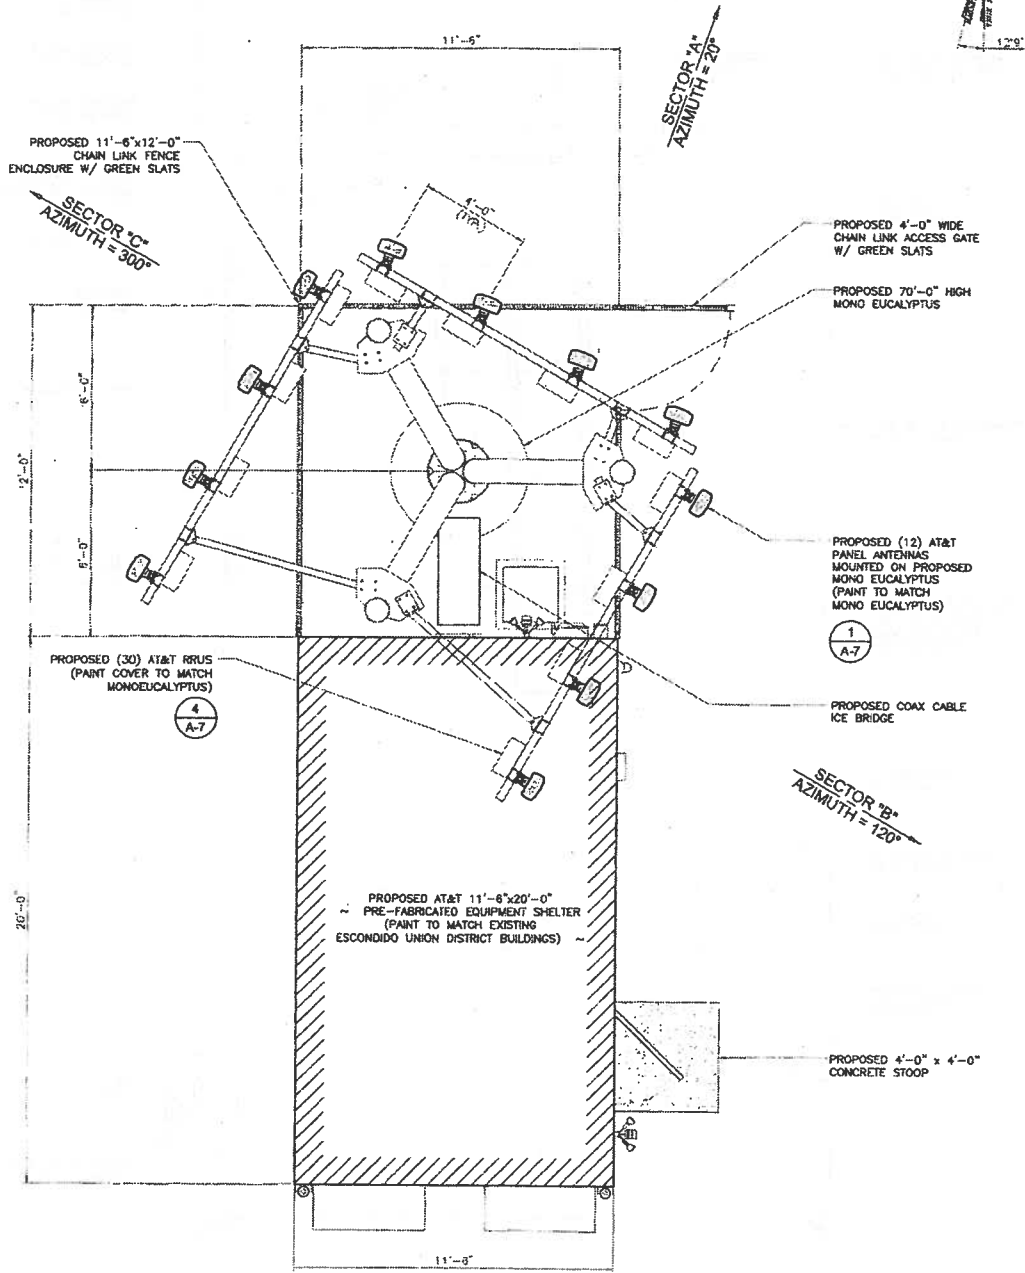 11'-6"
SECTOR "A"
AZIMUTH = 20°
12'9"
PROPOSED 11'-6"x12'-0"
CHAIN LINK FENCE
ENCLOSURE W/ GREEN SLATS
SECTOR "C"
AZIMUTH = 300°
4'-0"
(TYP.)
PROPOSED 4'-0" WIDE
CHAIN LINK ACCESS GATE
W/ GREEN SLATS
PROPOSED 70'-0" HIGH
MONO EUCALYPTUS
6'-0"
12'-0"
6'-0"
PROPOSED (12) AT&T
PANEL ANTENNAS
MOUNTED ON PROPOSED
MONO EUCALYPTUS
(PAINT TO MATCH
MONO EUCALYPTUS)
1
A-7
PROPOSED (30) AT&T RRUS
(PAINT COVER TO MATCH
MONOEUCALYPTUS)
4
A-7
PROPOSED COAX CABLE
ICE BRIDGE
SECTOR "B"
AZIMUTH = 120°
20'-0"
PROPOSED AT&T 11'-6"x20'-0"
~ PRE-FABRICATED EQUIPMENT SHELTER
(PAINT TO MATCH EXISTING
ESCONDIDO UNION DISTRICT BUILDINGS) ~
PROPOSED 4'-0" x 4'-0"
CONCRETE STOOP
11'-6"